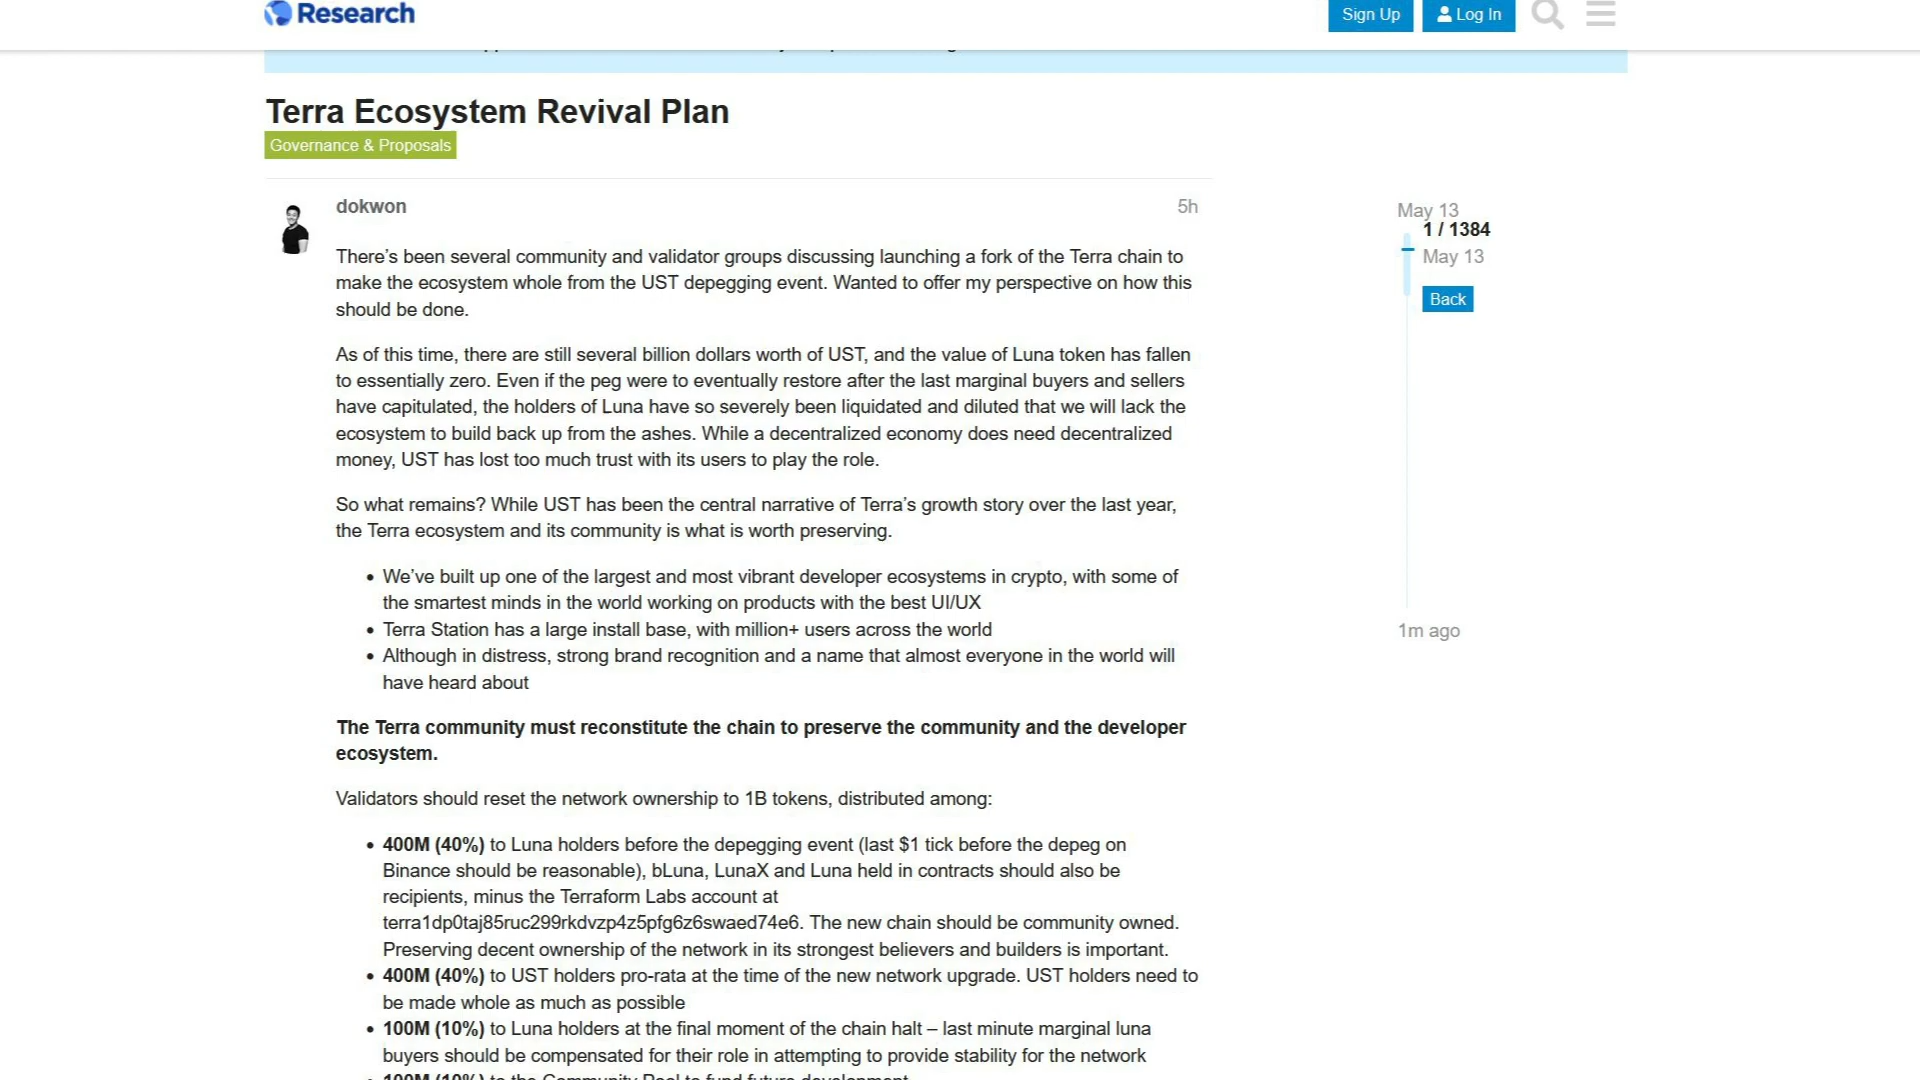 Research
Sign Up
Log In
Terra Ecosystem Revival Plan
Governance & Proposals
dokwon
5h
There’s been several community and validator groups discussing launching a fork of the Terra chain to
make the ecosystem whole from the UST depegging event. Wanted to offer my perspective on how this
should be done.
As of this time, there are still several billion dollars worth of UST, and the value of Luna token has fallen
to essentially zero. Even if the peg were to eventually restore after the last marginal buyers and sellers
have capitulated, the holders of Luna have so severely been liquidated and diluted that we will lack the
ecosystem to build back up from the ashes. While a decentralized economy does need decentralized
money, UST has lost too much trust with its users to play the role.
So what remains? While UST has been the central narrative of Terra’s growth story over the last year,
the Terra ecosystem and its community is what is worth preserving.
• We’ve built up one of the largest and most vibrant developer ecosystems in crypto, with some of
the smartest minds in the world working on products with the best UI/UX
• Terra Station has a large install base, with million+ users across the world
• Although in distress, strong brand recognition and a name that almost everyone in the world will
have heard about
The Terra community must reconstitute the chain to preserve the community and the developer
ecosystem.
Validators should reset the network ownership to 1B tokens, distributed among:
• 400M (40%) to Luna holders before the depegging event (last $1 tick before the depeg on
Binance should be reasonable), bLuna, LunaX and Luna held in contracts should also be
recipients, minus the Terraform Labs account at
terra1dp0taj85ruc299rkdvzp4z5pfg6z6swaed74e6. The new chain should be community owned.
Preserving decent ownership of the network in its strongest believers and builders is important.
• 400M (40%) to UST holders pro-rata at the time of the new network upgrade. UST holders need to
be made whole as much as possible
• 100M (10%) to Luna holders at the final moment of the chain halt – last minute marginal luna
buyers should be compensated for their role in attempting to provide stability for the network
• 100M (10%) to the Community Pool to fund future development
May 13
1 / 1384
May 13
Back
1m ago